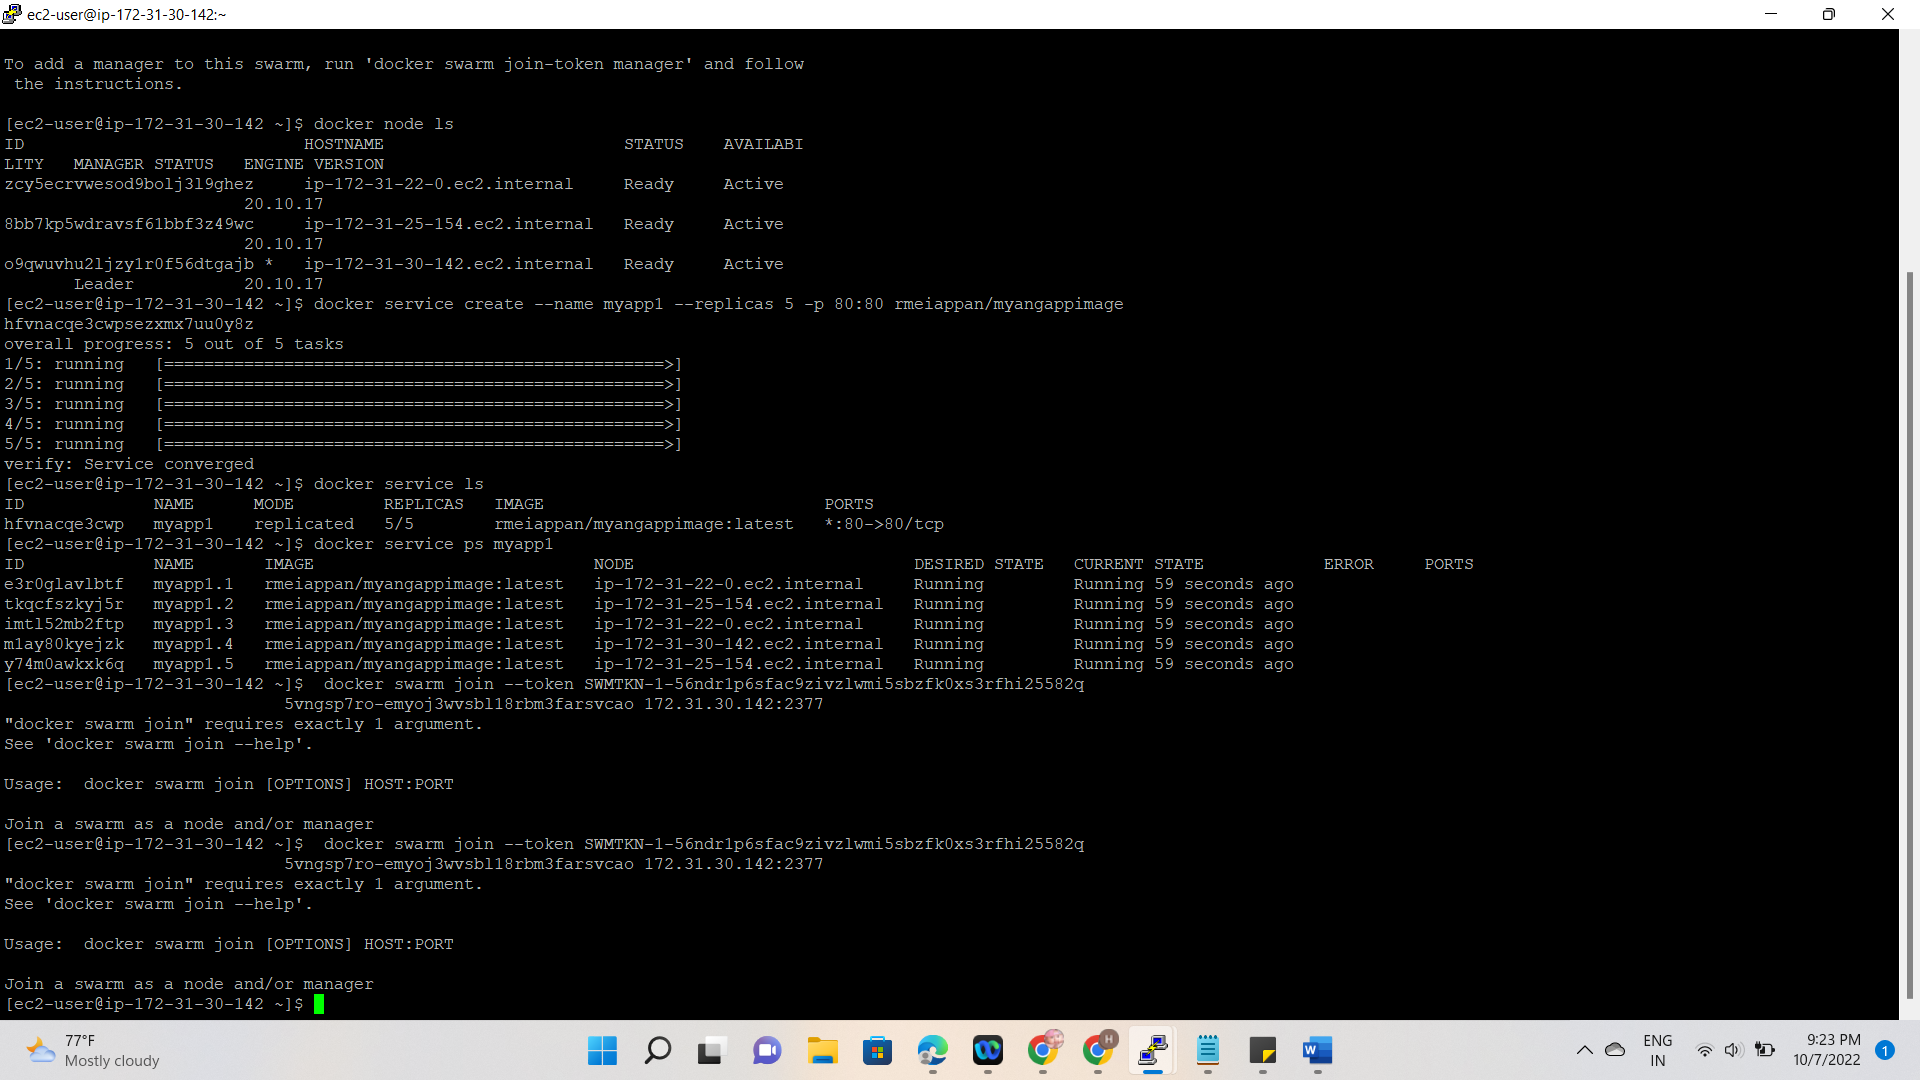 ec2-user@ip-172-31-30-142:~
To add a manager to this swarm, run 'docker swarm join-token manager' and follow
 the instructions.
[ec2-user@ip-172-31-30-142 ~]$ docker node ls
ID                            HOSTNAME                        STATUS    AVAILABI
LITY   MANAGER STATUS   ENGINE VERSION
zcy5ecrvwesod9bolj3l9ghez     ip-172-31-22-0.ec2.internal     Ready     Active
                        20.10.17
8bb7kp5wdravsf61bbf3z49wc     ip-172-31-25-154.ec2.internal   Ready     Active
                        20.10.17
o9qwuvhu2ljzy1r0f56dtgajb *   ip-172-31-30-142.ec2.internal   Ready     Active
       Leader           20.10.17
[ec2-user@ip-172-31-30-142 ~]$ docker service create --name myapp1 --replicas 5 -p 80:80 rmeiappan/myangappimage
hfvnacqe3cwpsezxmx7uu0y8z
overall progress: 5 out of 5 tasks
1/5: running   [==================================================>]
2/5: running   [==================================================>]
3/5: running   [==================================================>]
4/5: running   [==================================================>]
5/5: running   [==================================================>]
verify: Service converged
[ec2-user@ip-172-31-30-142 ~]$ docker service ls
ID             NAME      MODE         REPLICAS   IMAGE                            PORTS
hfvnacqe3cwp   myapp1    replicated   5/5        rmeiappan/myangappimage:latest   *:80->80/tcp
[ec2-user@ip-172-31-30-142 ~]$ docker service ps myapp1
ID             NAME       IMAGE                            NODE                            DESIRED STATE   CURRENT STATE            ERROR     PORTS
e3r0glavlbtf   myapp1.1   rmeiappan/myangappimage:latest   ip-172-31-22-0.ec2.internal     Running         Running 59 seconds ago
tkqcfszkyj5r   myapp1.2   rmeiappan/myangappimage:latest   ip-172-31-25-154.ec2.internal   Running         Running 59 seconds ago
imtl52mb2ftp   myapp1.3   rmeiappan/myangappimage:latest   ip-172-31-22-0.ec2.internal     Running         Running 59 seconds ago
m1ay80kyejzk   myapp1.4   rmeiappan/myangappimage:latest   ip-172-31-30-142.ec2.internal   Running         Running 59 seconds ago
y74m0awkxk6q   myapp1.5   rmeiappan/myangappimage:latest   ip-172-31-25-154.ec2.internal   Running         Running 59 seconds ago
[ec2-user@ip-172-31-30-142 ~]$  docker swarm join --token SWMTKN-1-56ndr1p6sfac9zivzlwmi5sbzfk0xs3rfhi25582q
                            5vngsp7ro-emyoj3wvsbl18rbm3farsvcao 172.31.30.142:2377
"docker swarm join" requires exactly 1 argument.
See 'docker swarm join --help'.
Usage:  docker swarm join [OPTIONS] HOST:PORT
Join a swarm as a node and/or manager
[ec2-user@ip-172-31-30-142 ~]$  docker swarm join --token SWMTKN-1-56ndr1p6sfac9zivzlwmi5sbzfk0xs3rfhi25582q
                            5vngsp7ro-emyoj3wvsbl18rbm3farsvcao 172.31.30.142:2377
"docker swarm join" requires exactly 1 argument.
See 'docker swarm join --help'.
Usage:  docker swarm join [OPTIONS] HOST:PORT
Join a swarm as a node and/or manager
[ec2-user@ip-172-31-30-142 ~]$
77°F
Mostly cloudy
H
W
ENG
IN
9:23 PM
10/7/2022
1